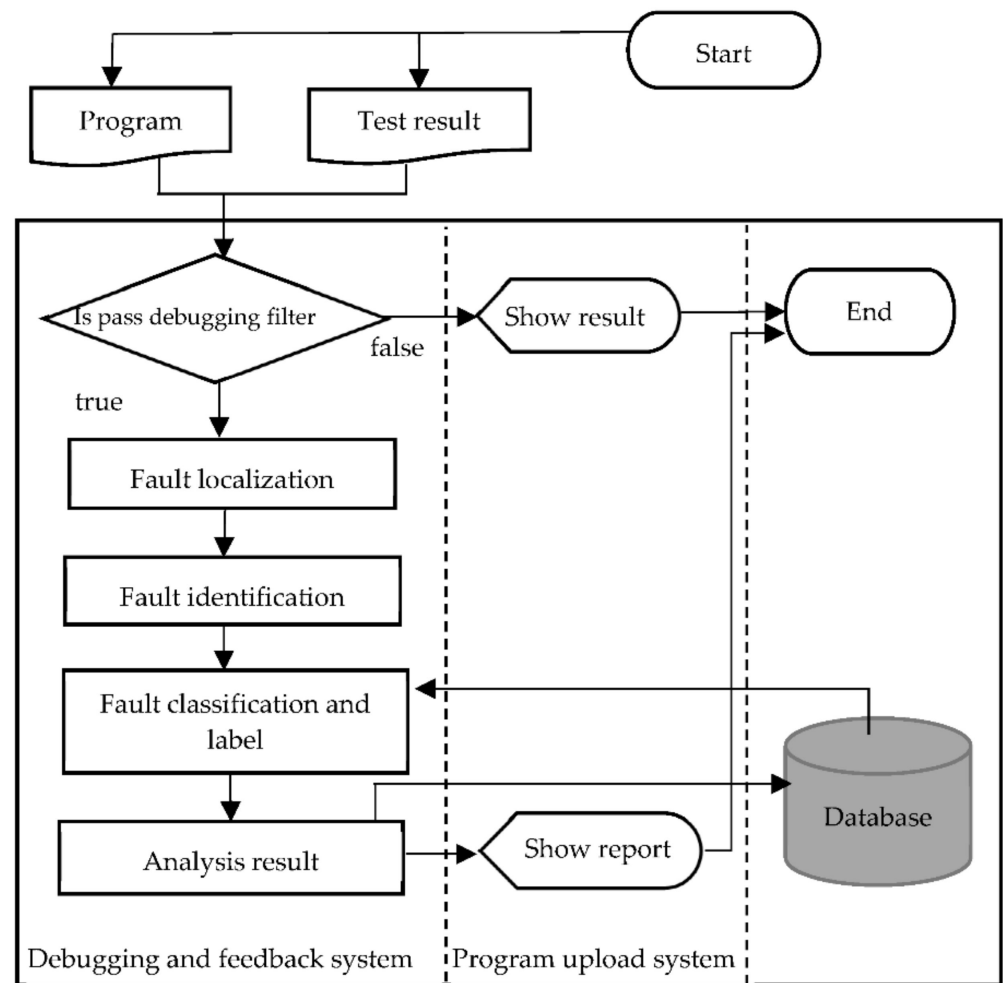 Start
Program
Test result
Is pass debugging filter
false
true
Show result
End
Fault localization
Fault identification
Fault classification and
label
Analysis result
Show report
Database
Debugging and feedback system
Program upload system